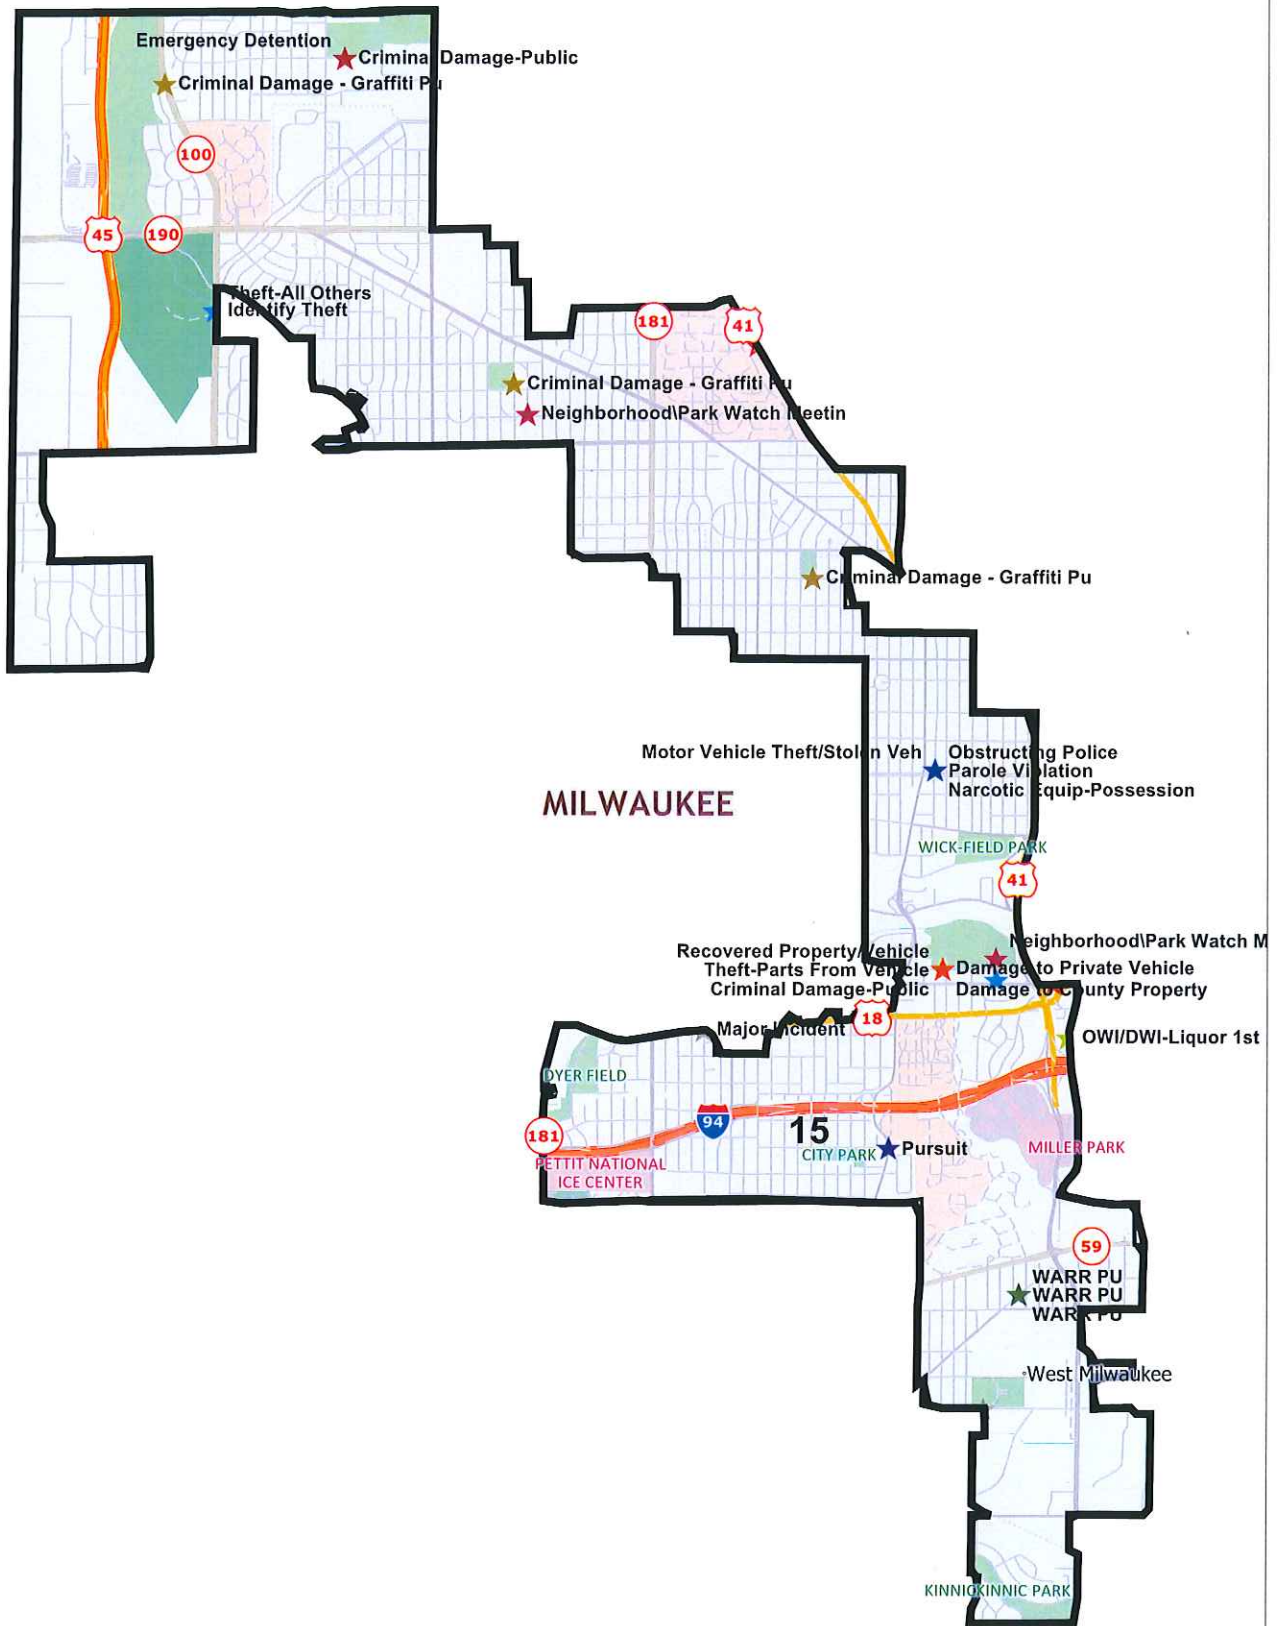 Emergency Detention
Criminal Damage-Public
Criminal Damage - Graffiti Pu
100
45
190
Theft-All Others
Identify Theft
181
41
Criminal Damage - Graffiti Pu
Neighborhood\Park Watch Meetin
Criminal Damage - Graffiti Pu
Motor Vehicle Theft/Stolen Veh
Obstructing Police
Parole Violation
Narcotic Equip-Possession
MILWAUKEE
WICK-FIELD PARK
41
Neighborhood\Park Watch M
Recovered Property/Vehicle
Theft-Parts From Vehicle
Damage to Private Vehicle
Criminal Damage-Public
Damage to County Property
18
Major Incident
OWI/DWI-Liquor 1st
DYER FIELD
94
15
181
CITY PARK
Pursuit
MILLER PARK
PETTIT NATIONAL
ICE CENTER
59
WARR PU
WARR PU
WARR PU
West Milwaukee
KINNICKINNIC PARK